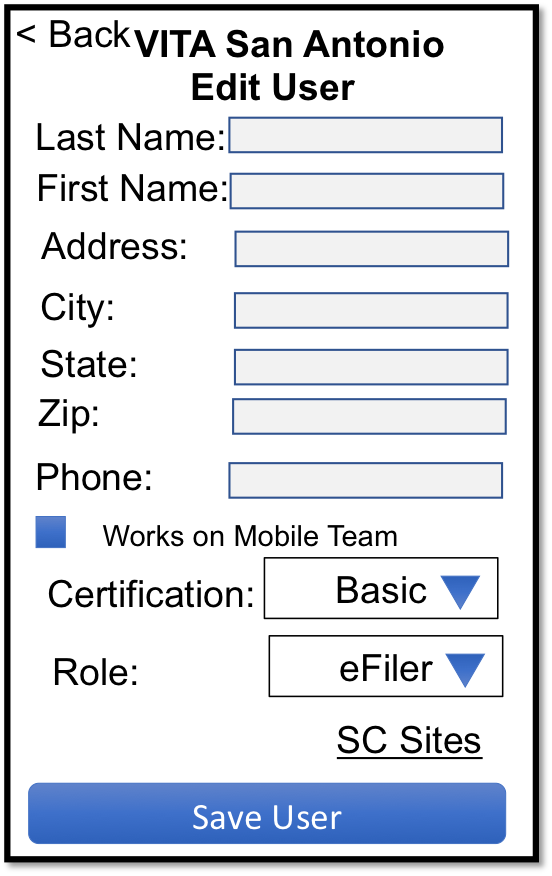 < Back
VITA San Antonio
Edit User
Last Name:
First Name:
Address:
City:
State:
Zip:
Phone:
Works on Mobile Team
Certification: Basic
Role: eFiler
SC Sites
Save User